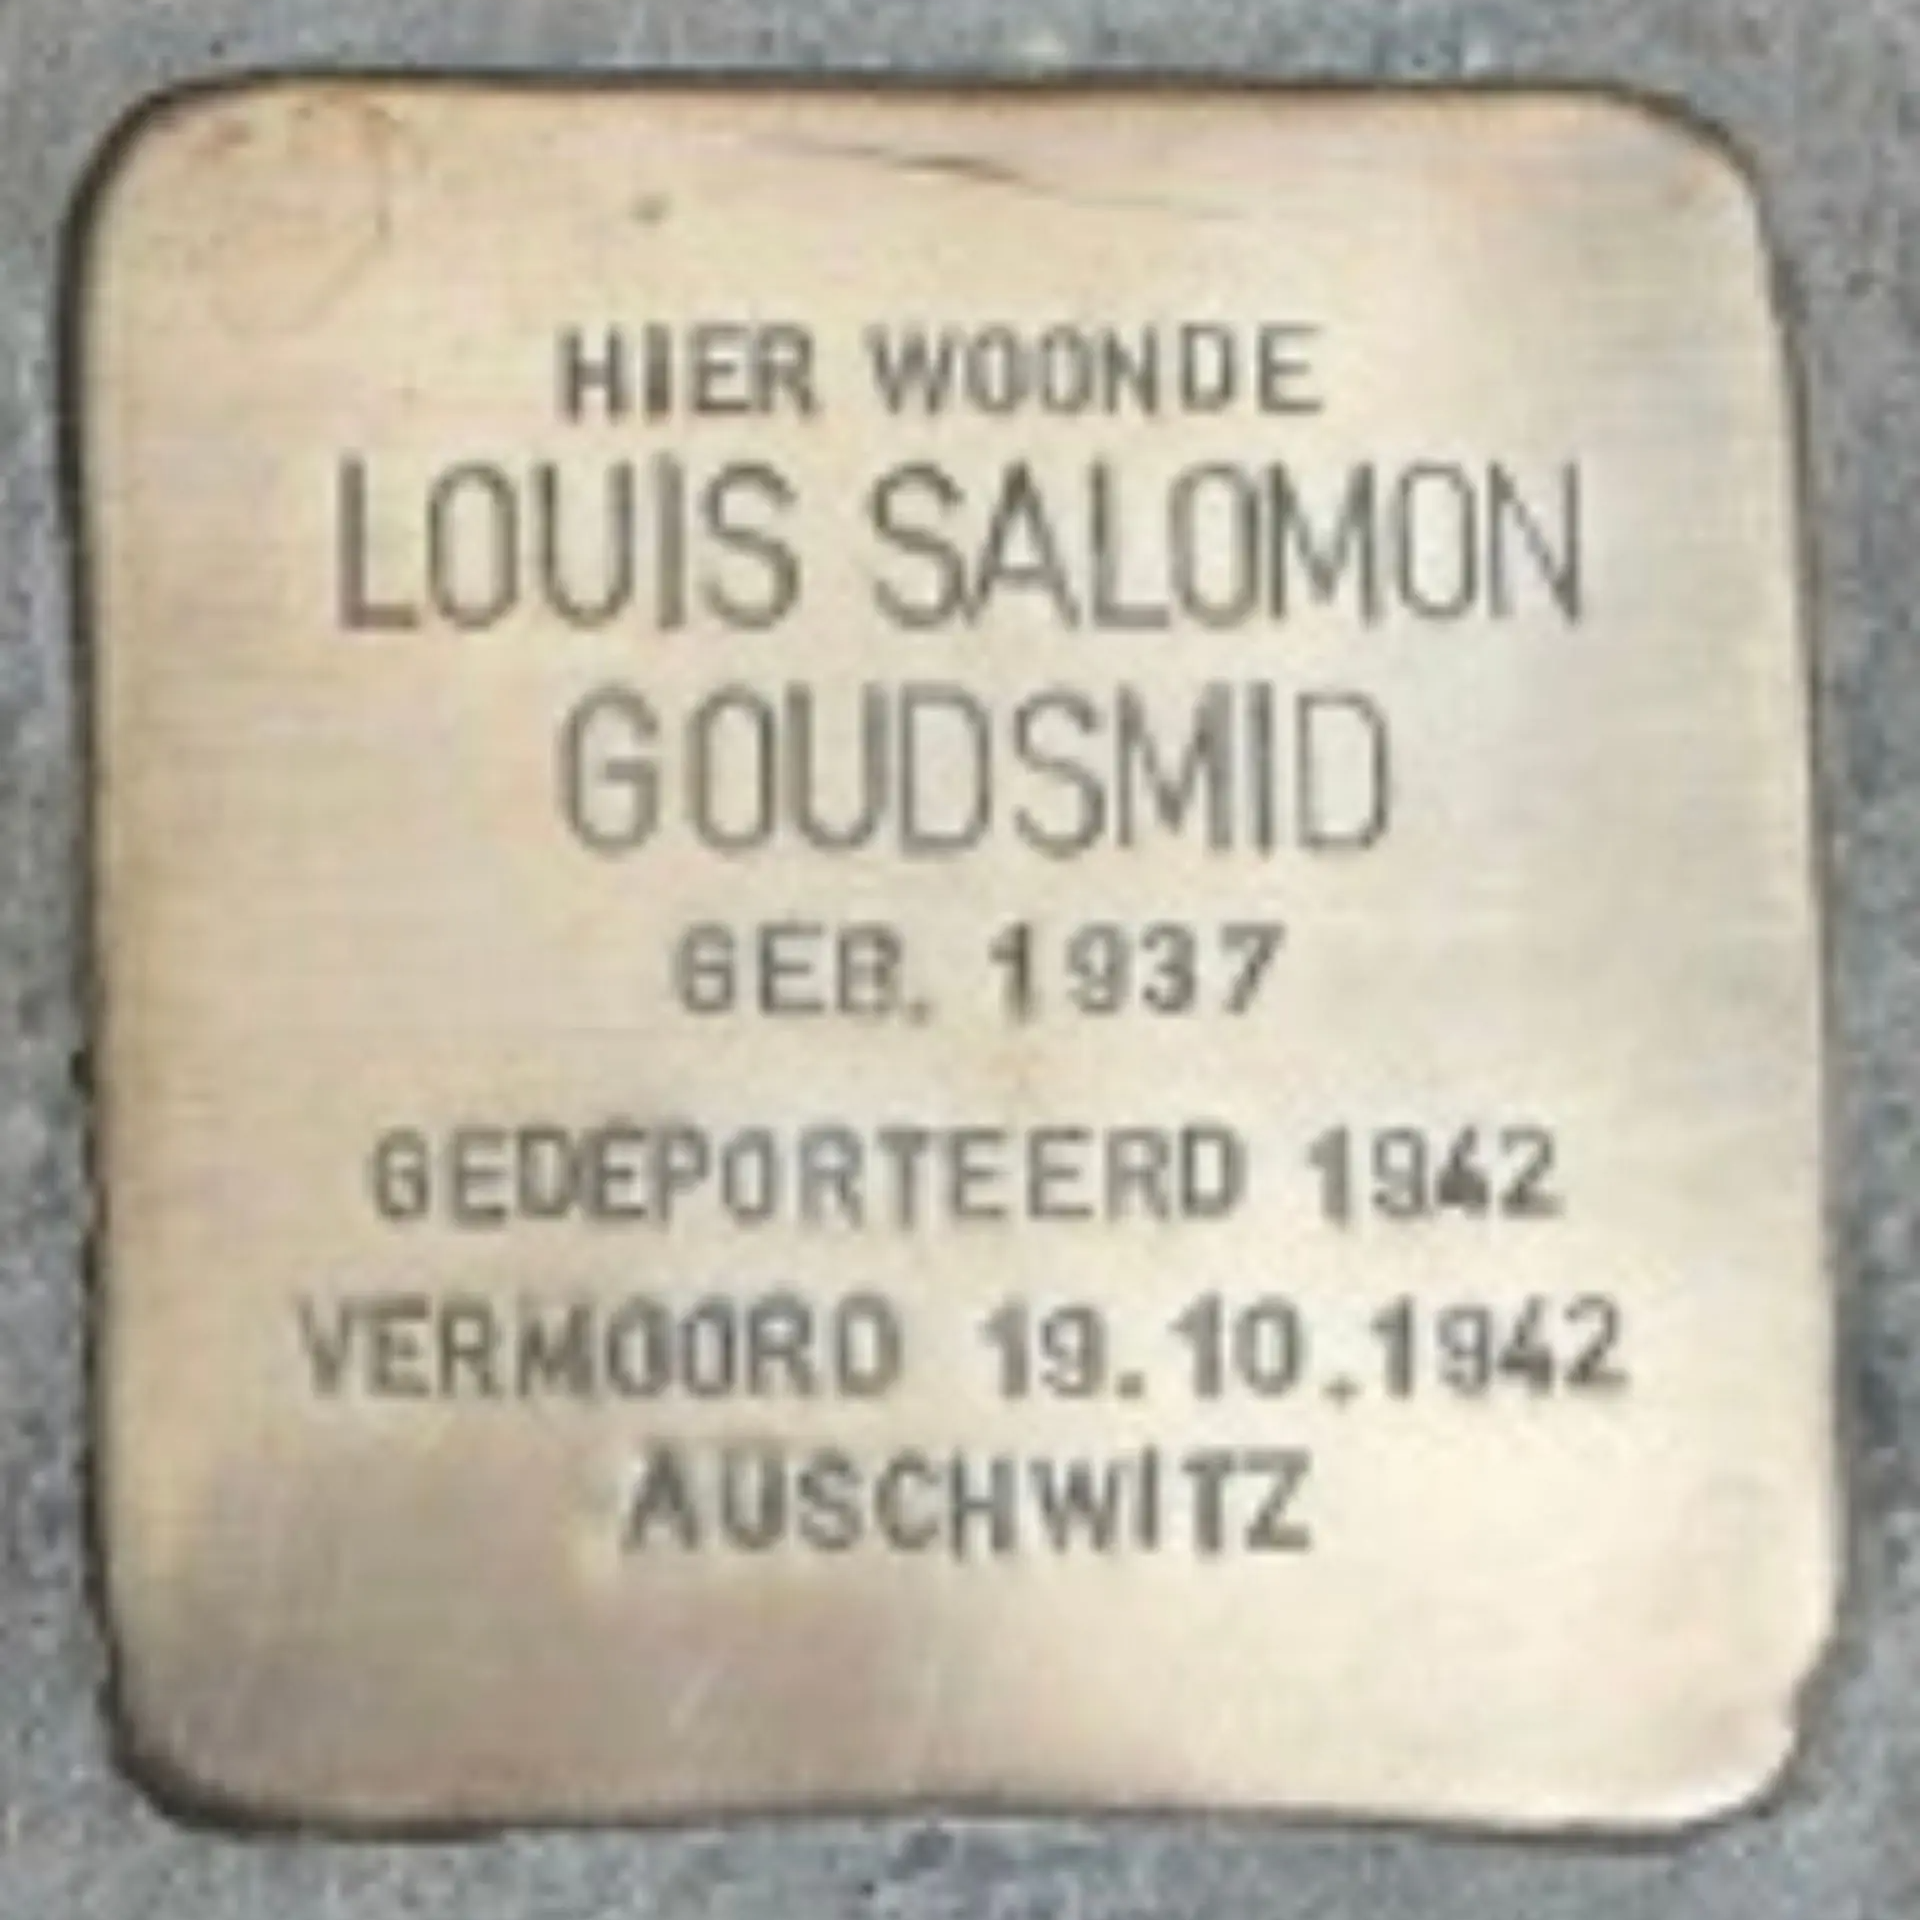 HIER WOONDE
LOUIS SALOMON
GOUDSMID
GEB. 1937
GEDEPORTEERD 1942
VERMOORD 19.10.1942
AUSCHWITZ